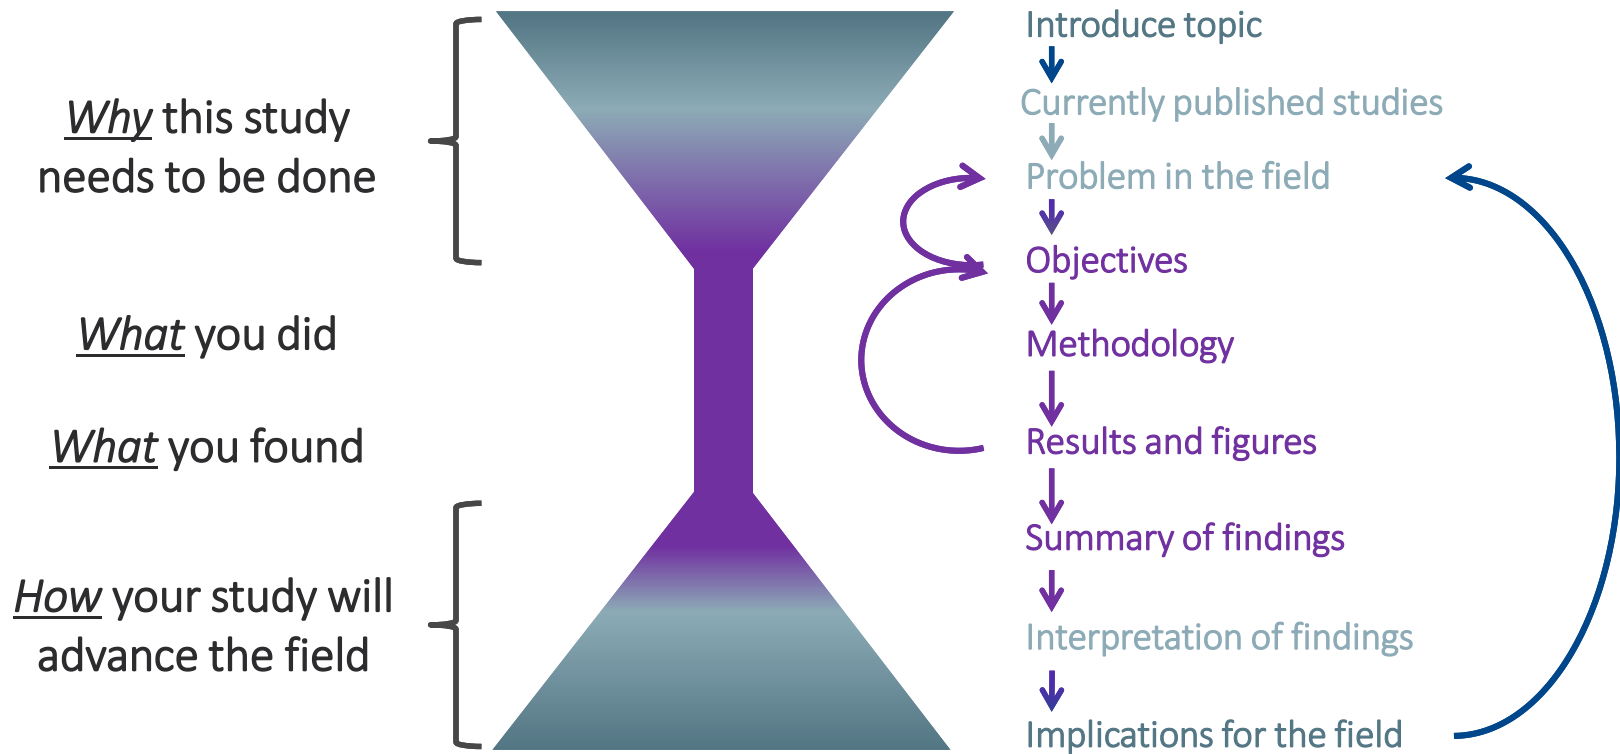 Why this study
needs to be done
What you did
What you found
How your study will
advance the field
Introduce topic
Currently published studies
Problem in the field
Objectives
Methodology
Results and figures
Summary of findings
Interpretation of findings
Implications for the field